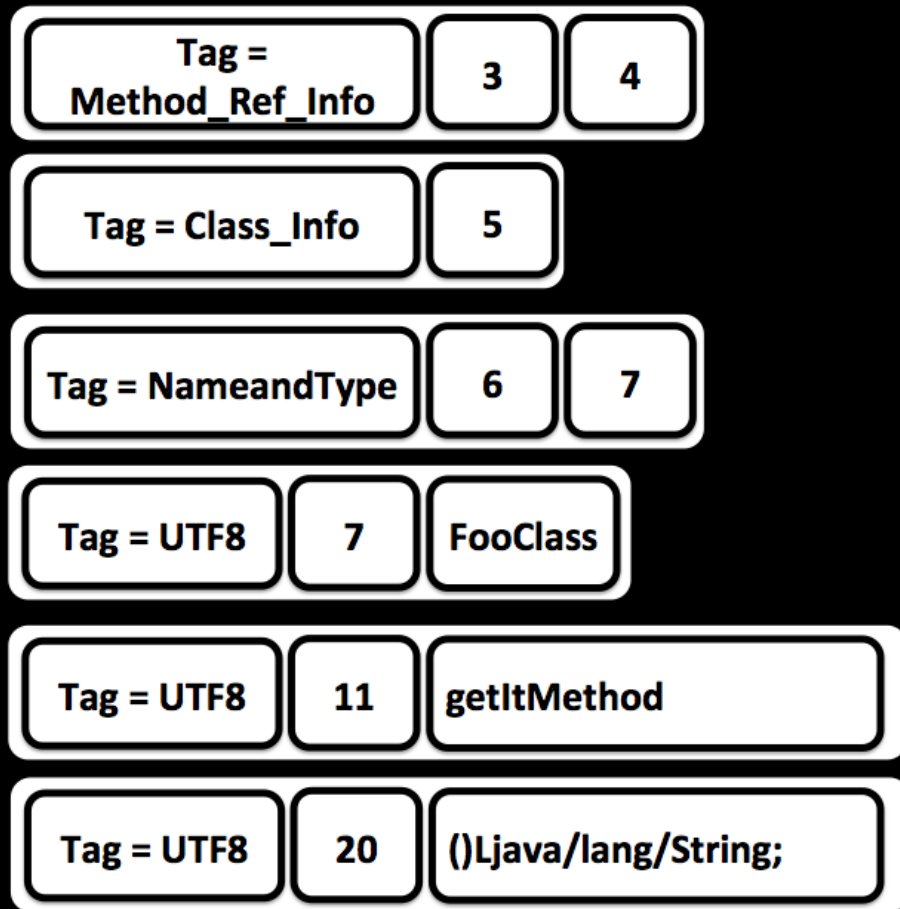 Tag =
Method_Ref_Info 3 4
Tag = Class_Info 5
Tag = NameandType 6 7
Tag = UTF8 7 FooClass
Tag = UTF8 11 getItMethod
Tag = UTF8 20 ()Ljava/lang/String;